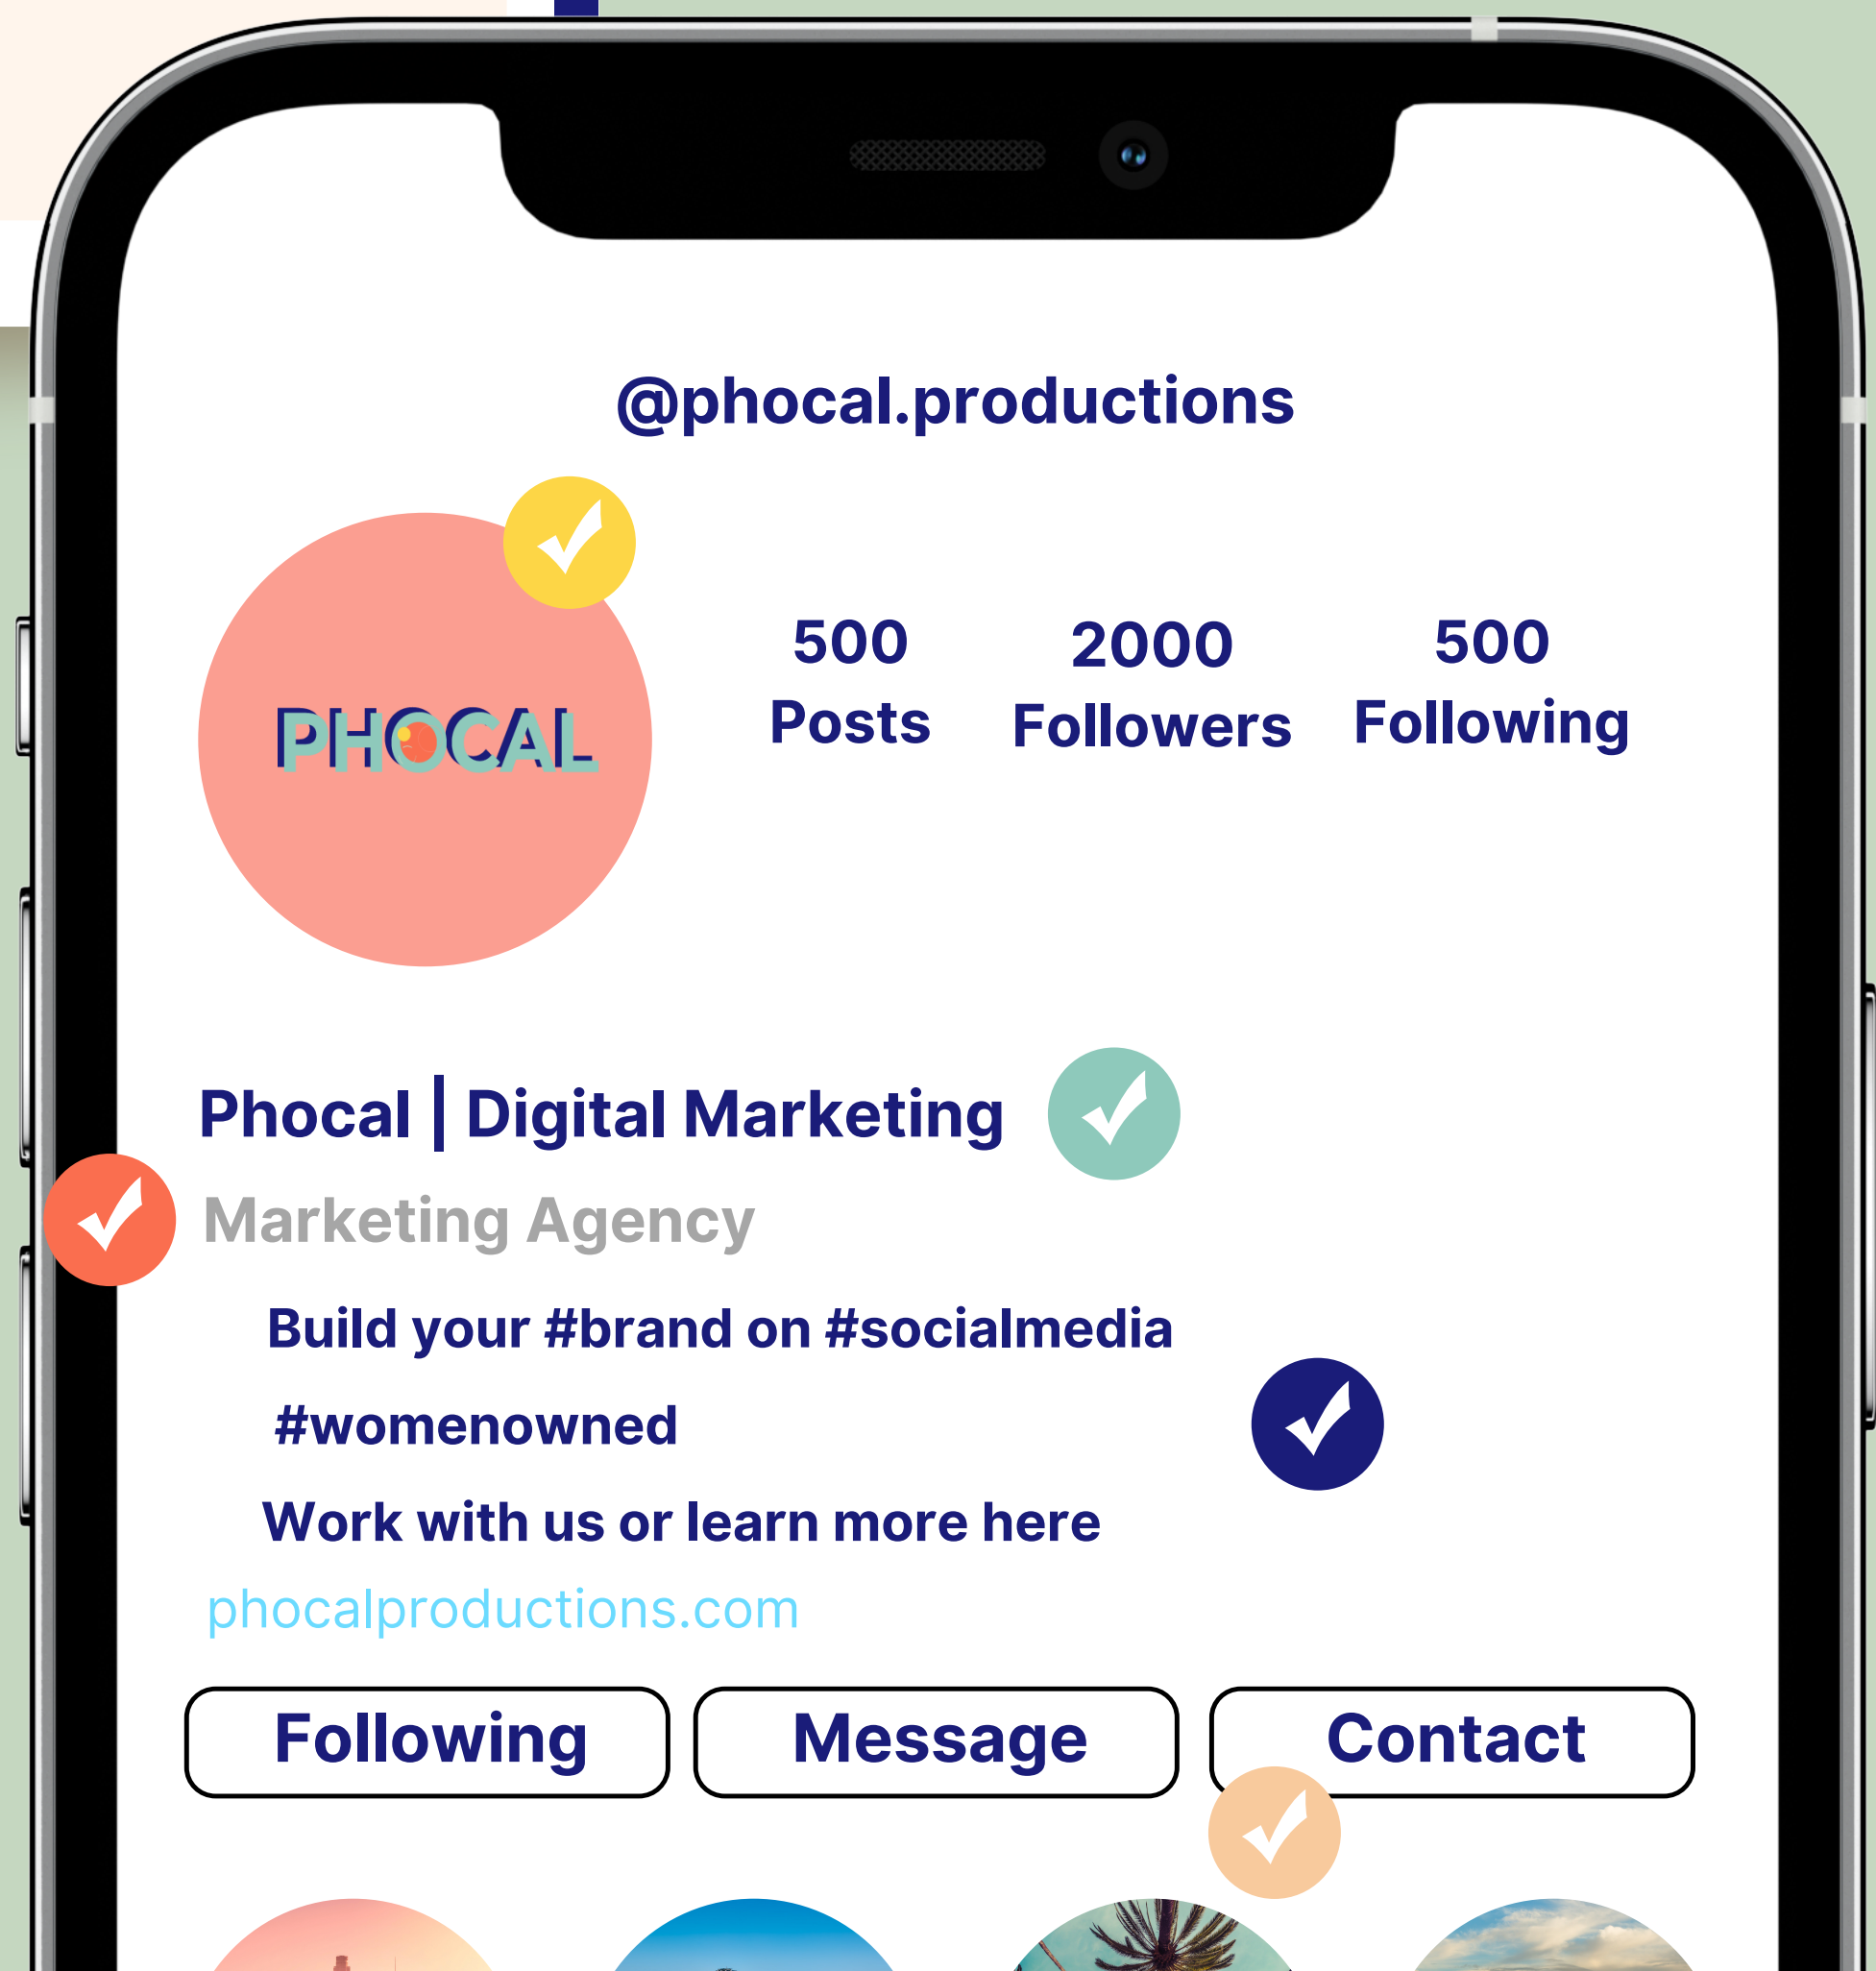 @phocal.productions
PHOCAL
500 2000 500
Posts Followers Following
Phocal | Digital Marketing
Marketing Agency
Build your #brand on #socialmedia
#womenowned
Work with us or learn more here
phocalproductions.com
Following Message Contact